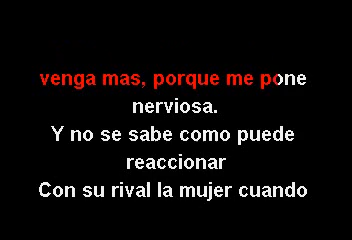 venga mas, porque me pone
nerviosa.
Y no se sabe como puede
reaccionar
Con su rival la mujer cuando